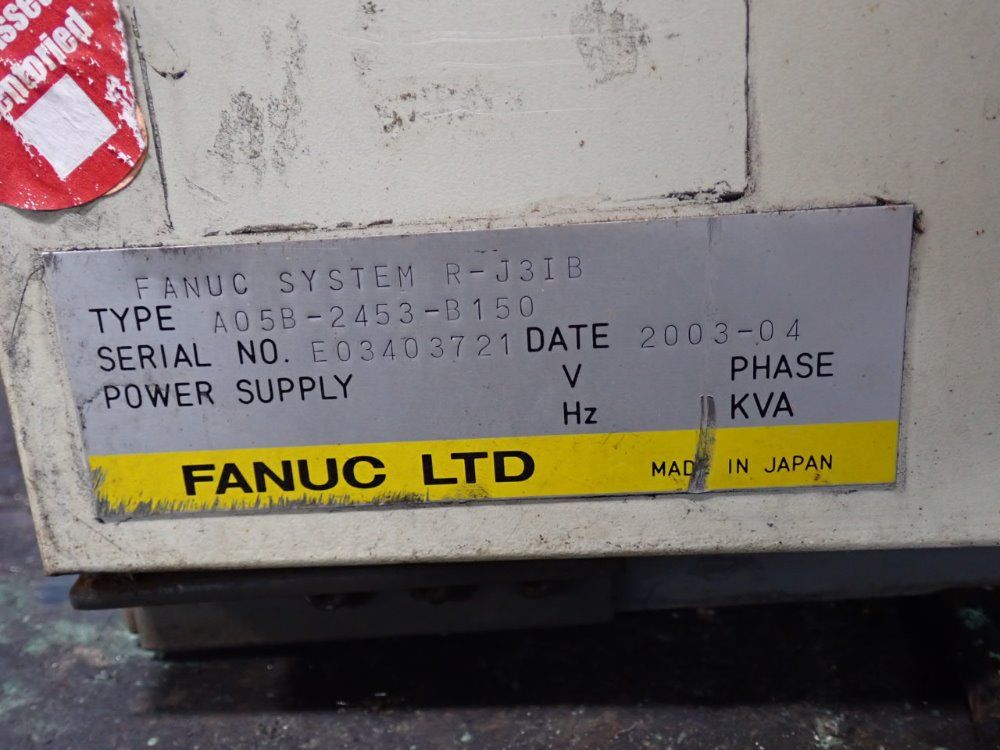 FANUC SYSTEM R-J3IB
TYPE A05B-2453-B150
SERIAL NO. E03403721 DATE 2003-04
POWER SUPPLY V PHASE
Hz KVA
FANUC LTD MADE IN JAPAN